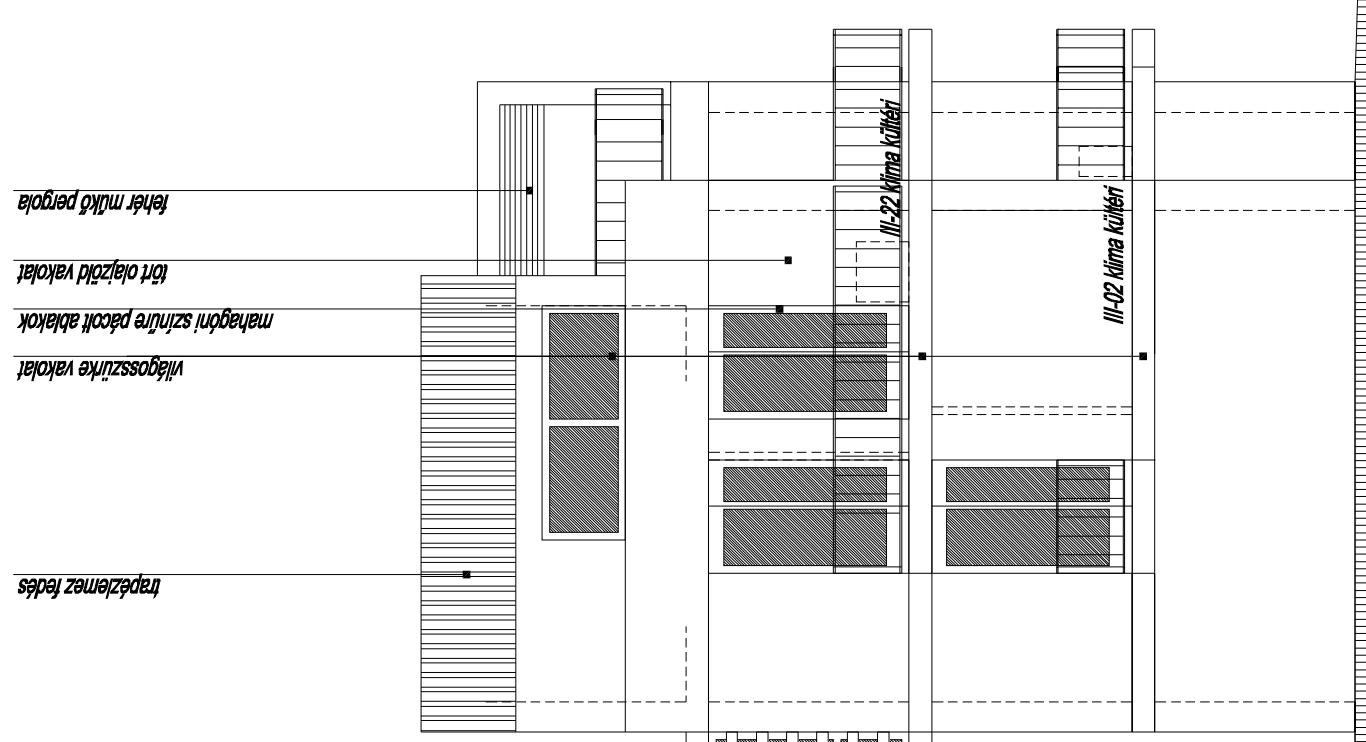 fehér műkő pergola
tört olajzöld vakolat
mahagóni színűre pácolt ablakok
világosszürke vakolat
trapézlemez fedés
III-22 klíma kültéri
III-02 klíma kültéri